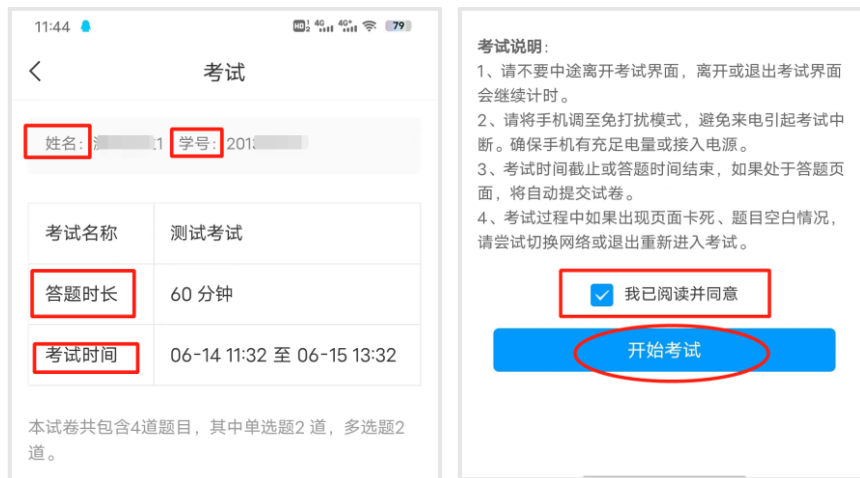 11:44
HD 1 2 4G 4G+ 79
考试
姓名: 1 学号: 201
考试名称 测试考试
答题时长 60 分钟
考试时间 06-14 11:32 至 06-15 13:32
本试卷共包含4道题目，其中单选题2 道，多选题2
道。
考试说明:
1、请不要中途离开考试界面，离开或退出考试界面
会继续计时。
2、请将手机调至免打扰模式，避免来电引起考试中
断。确保手机有充足电量或接入电源。
3、考试时间截止或答题时间结束，如果处于答题页
面，将自动提交试卷。
4、考试过程中如果出现页面卡死、题目空白情况，
请尝试切换网络或退出重新进入考试。
我已阅读并同意
开始考试